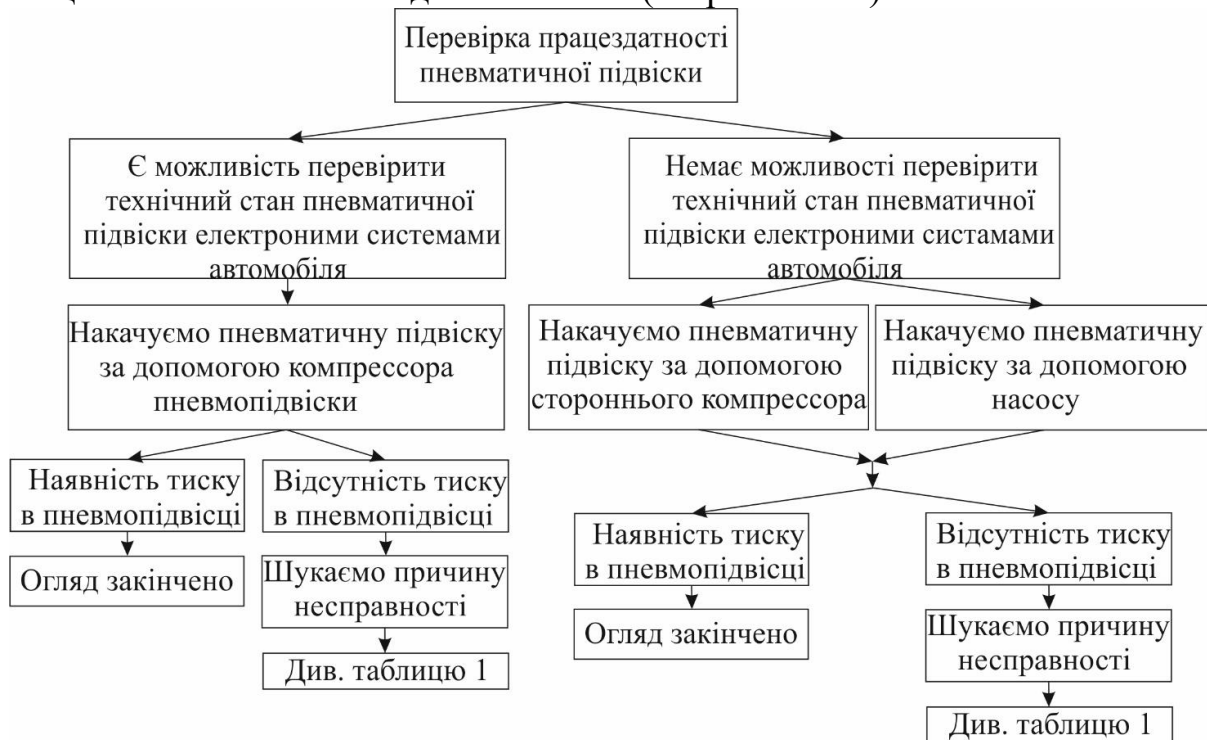 Перевірка працездатності
пневматичної підвіски
Є можливість перевірити
технічний стан пневматичної
підвіски електроними системами
автомобіля
Немає можливості перевірити
технічний стан пневматичної
підвіски електроними систамами
автомобіля
Накачуємо пневматичну підвіску
за допомогою компрессора
пневмопідвіски
Накачуємо пневматичну
підвіску за допомогою
стороннього компрессора
Накачуємо пневматичну
підвіску за допомогою
насосу
Наявність тиску
в пневмопідвісці
Відсутність тиску
в пневмопідвісці
Огляд закінчено
Шукаємо причину
несправності
Див. таблицю 1
Наявність тиску
в пневмопідвісці
Відсутність тиску
в пневмопідвісці
Огляд закінчено
Шукаємо причину
несправності
Див. таблицю 1